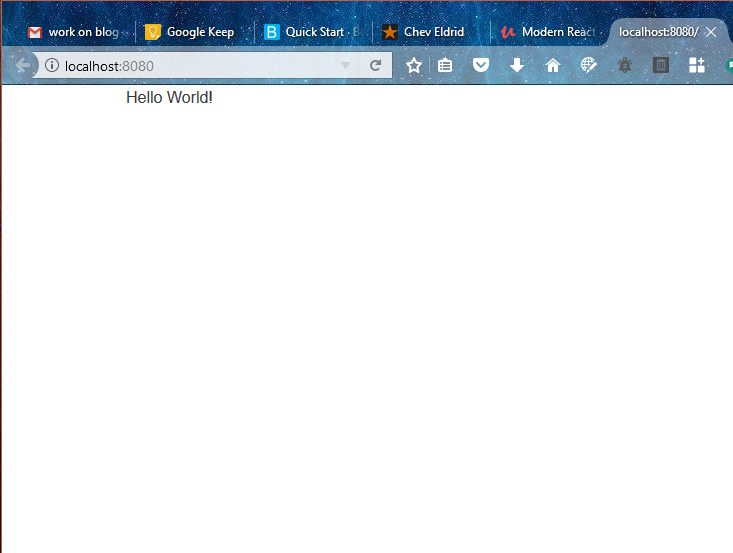 work on blog
Google Keep
Quick Start · B
Chev Eldrid
Modern React
localhost:8080/
localhost:8080
Hello World!